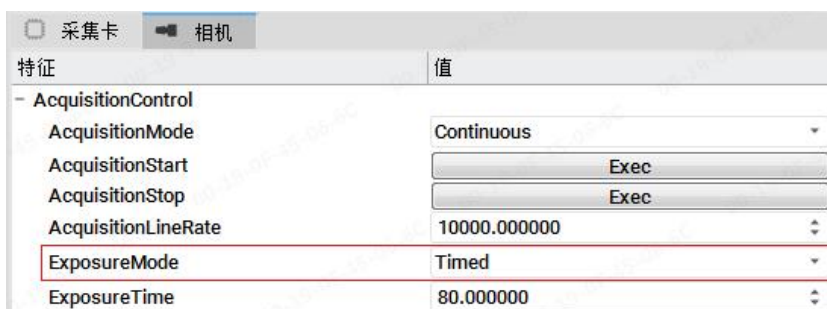 采集卡 相机
特征 值
AcquisitionControl
AcquisitionMode Continuous
AcquisitionStart Exec
AcquisitionStop Exec
AcquisitionLineRate 10000.000000
ExposureMode Timed
ExposureTime 80.000000